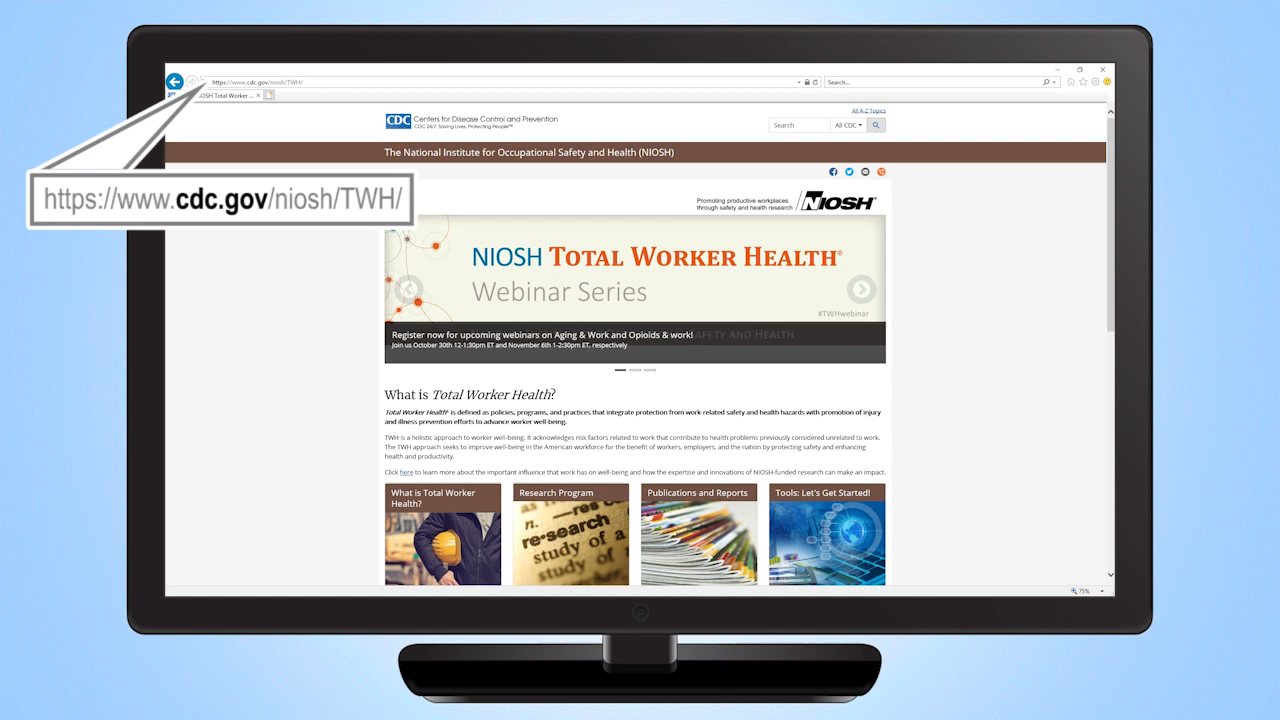 https://www.cdc.gov/niosh/TWH/
Search...
NIOSH Total Worker ...
https://www.cdc.gov/niosh/TWH/
All A-Z Topics
CDC
Centers for Disease Control and Prevention
CDC 24/7: Saving Lives, Protecting People™
Search
All CDC
The National Institute for Occupational Safety and Health (NIOSH)
Promoting productive workplaces
through safety and health research
NIOSH
NIOSH TOTAL WORKER HEALTH®
Webinar Series
#TWHwebinar
Register now for upcoming webinars on Aging & Work and Opioids & work!
AFETY AND HEALTH
Join us October 30th 12-1:30pm ET and November 6th 1-2:30pm ET, respectively
What is Total Worker Health?
Total Worker Health® is defined as policies, programs, and practices that integrate protection from work-related safety and health hazards with promotion of injury
and illness prevention efforts to advance worker well-being.
TWH is a holistic approach to worker well-being. It acknowledges risk factors related to work that contribute to health problems previously considered unrelated to work.
The TWH approach seeks to improve well-being in the American workforce for the benefit of workers, employers, and the nation by protecting safety and enhancing
health and productivity.
Click here to learn more about the important influence that work has on well-being and how the expertise and innovations of NIOSH-funded research can make an impact.
What is Total Worker
Health?
Research Program
Publications and Reports
Tools: Let's Get Started!
n.
re•search
study of a
study of
75%